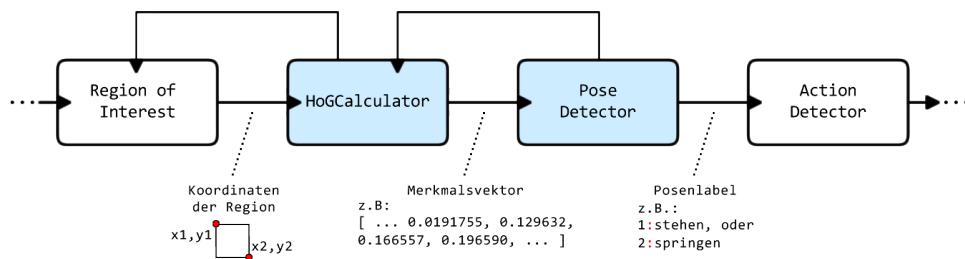 Region of
Interest
HoGCalculator
Pose
Detector
Action
Detector
Koordinaten
der Region
x1,y1
x2,y2
Merkmalsvektor
z.B:
[ ... 0.0191755, 0.129632,
0.166557, 0.196590, ... ]
Posenlabel
z.B.:
1:stehen, oder
2:springen